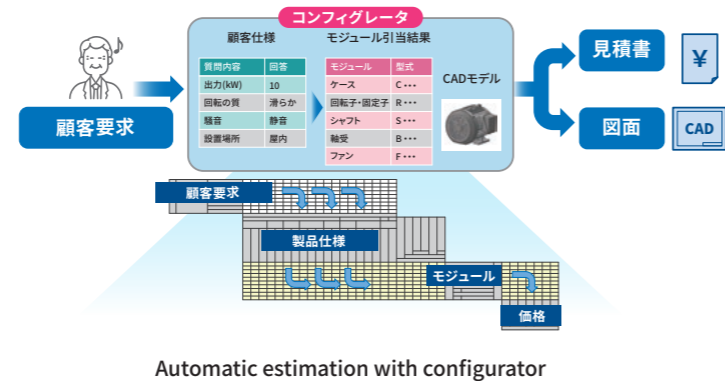 コンフィグレータ
顧客要求
顧客仕様
質問内容 回答
出力(kW) 10
回転の質 滑らか
騒音 静音
設置場所 屋内
モジュール引当結果
モジュール 型式
ケース C・・・
回転子・固定子 R・・・
シャフト S・・・
軸受 B・・・
ファン F・・・
CADモデル
見積書
¥
図面
CAD
顧客要求
製品仕様
モジュール
価格
Automatic estimation with configurator